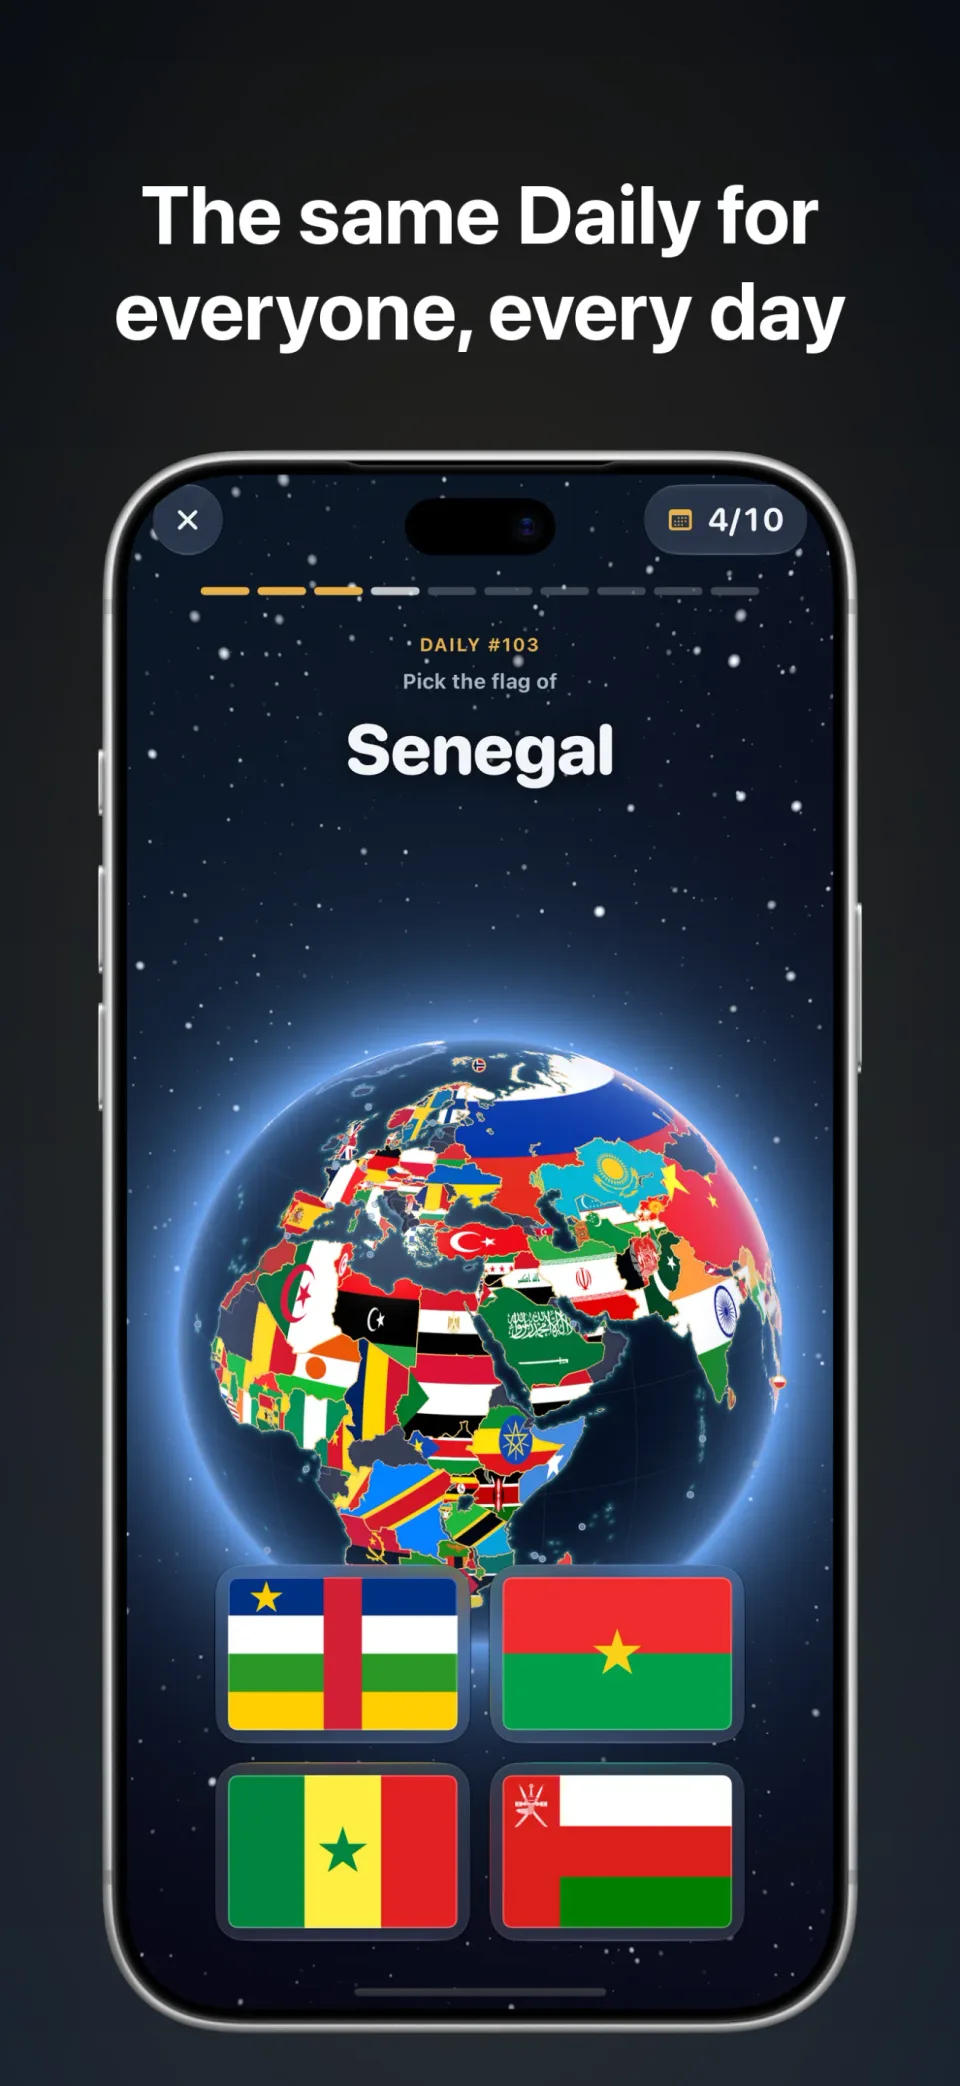 The same Daily for
everyone, every day
4/10
DAILY #103
Pick the flag of
Senegal